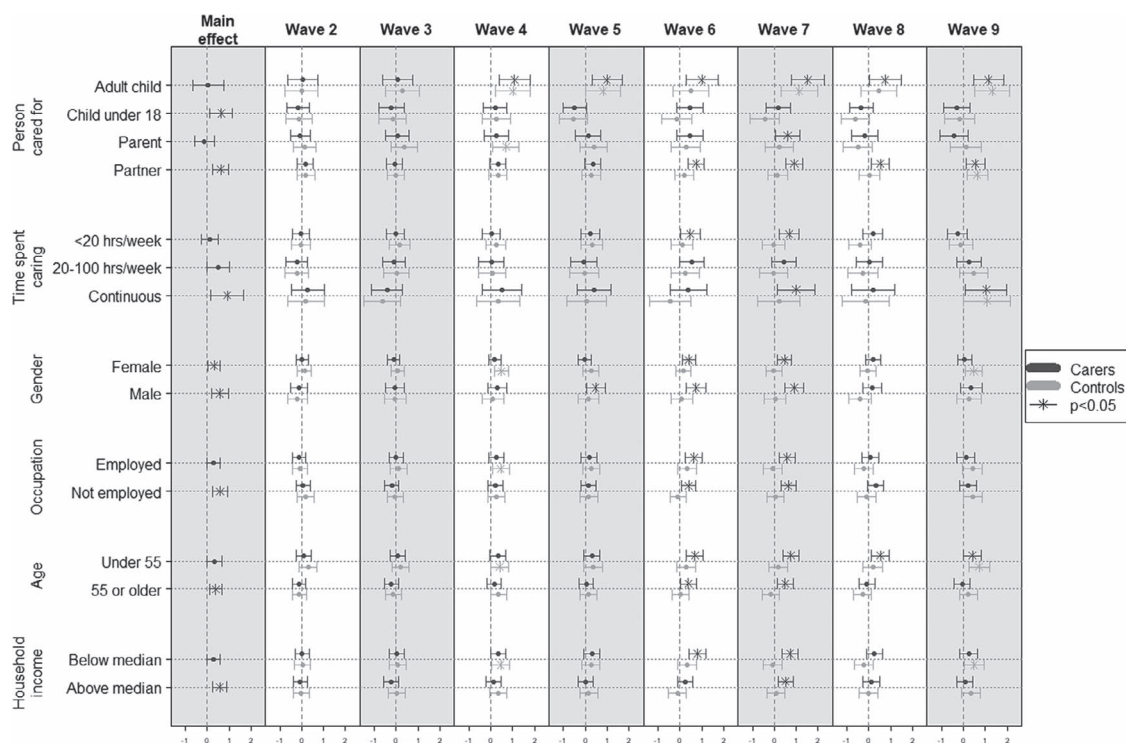 Main effect Wave 2 Wave 3 Wave 4 Wave 5 Wave 6 Wave 7 Wave 8 Wave 9
Person cared for
Adult child
Child under 18
Parent
Partner
Time spent caring
<20 hrs/week
20-100 hrs/week
Continuous
Gender
Female
Male
Occupation
Employed
Not employed
Age
Under 55
55 or older
Household income
Below median
Above median
Carers
Controls
p<0.05
-1 0 1 2 -1 0 1 2 -1 0 1 2 -1 0 1 2 -1 0 1 2 -1 0 1 2 -1 0 1 2 -1 0 1 2 -1 0 1 2